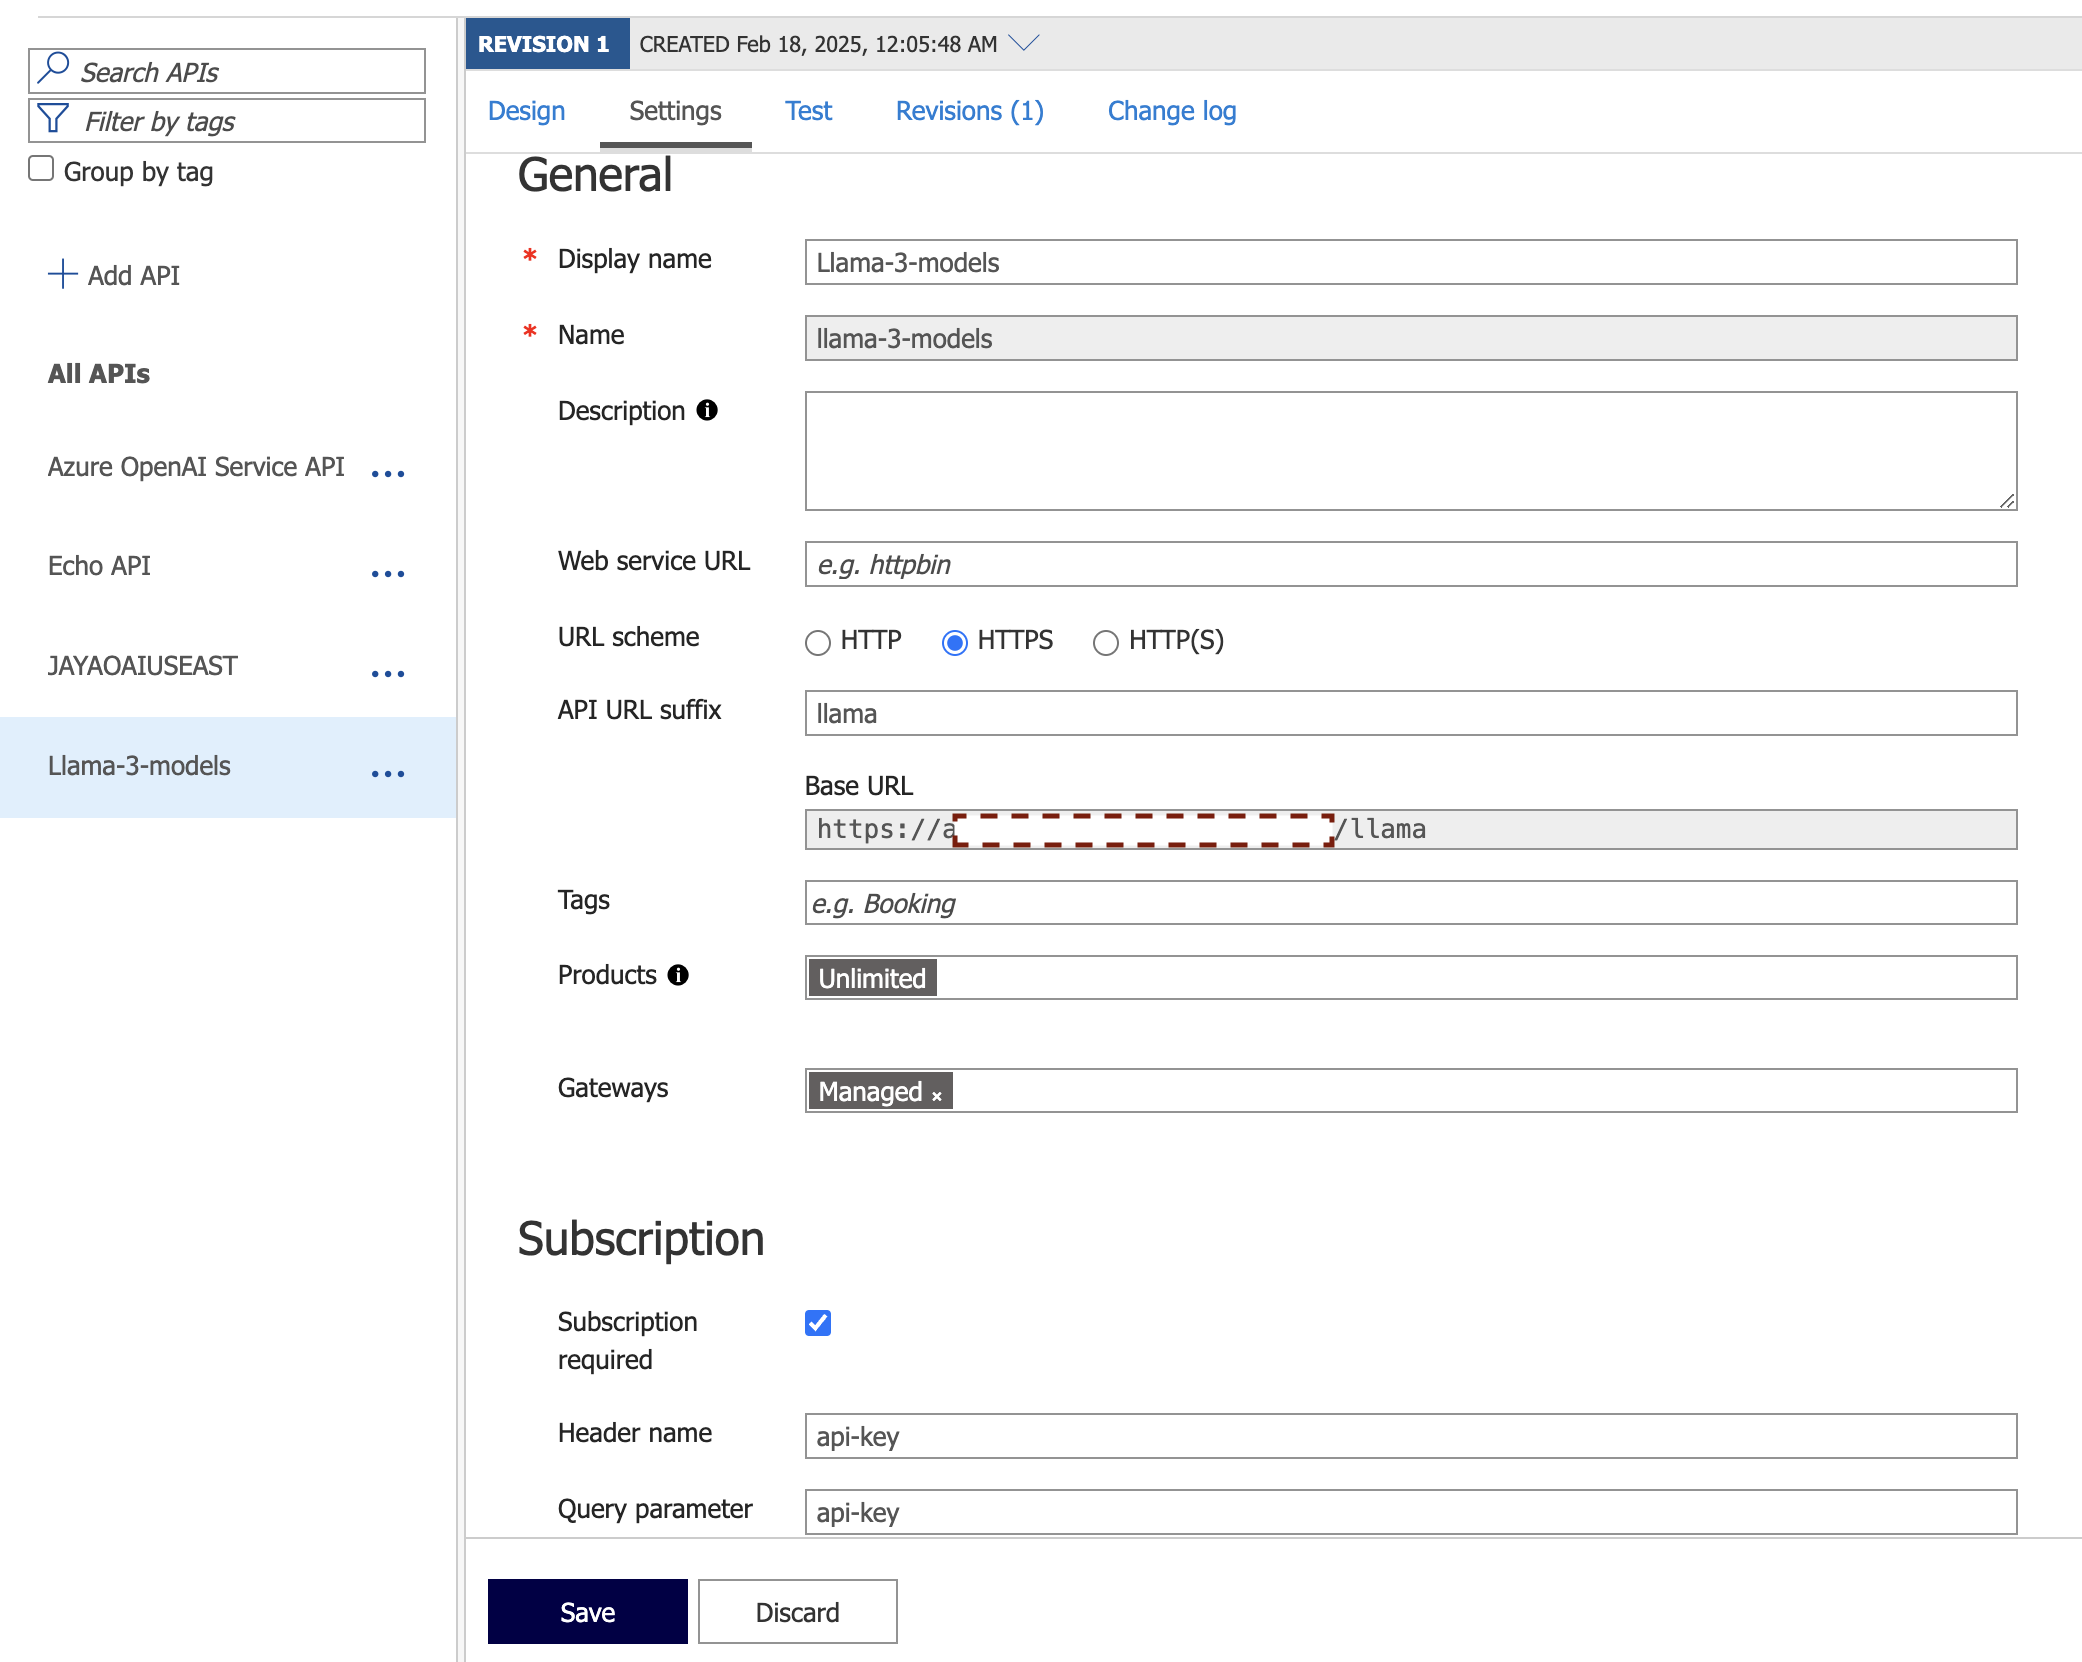 Search APIs
Filter by tags
Group by tag
Add API
All APIs
Azure OpenAI Service API
Echo API
JAYAOAIUSEAST
Llama-3-models
REVISION 1 CREATED Feb 18, 2025, 12:05:48 AM
Design Settings Test Revisions (1) Change log
General
* Display name Llama-3-models
* Name llama-3-models
Description
Web service URL e.g. httpbin
URL scheme HTTP HTTPS HTTP(S)
API URL suffix llama
Base URL
https://a /llama
Tags e.g. Booking
Products Unlimited
Gateways Managed ×
Subscription
Subscription
required
Header name api-key
Query parameter api-key
Save Discard